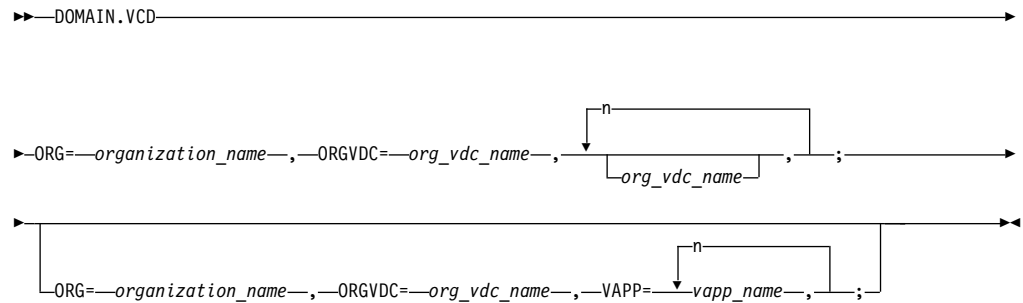 DOMAIN.VCD
n
ORG= organization_name , ORGVDC= org_vdc_name , , ;
org_vdc_name
n
ORG= organization_name , ORGVDC= org_vdc_name , VAPP= vapp_name , ;